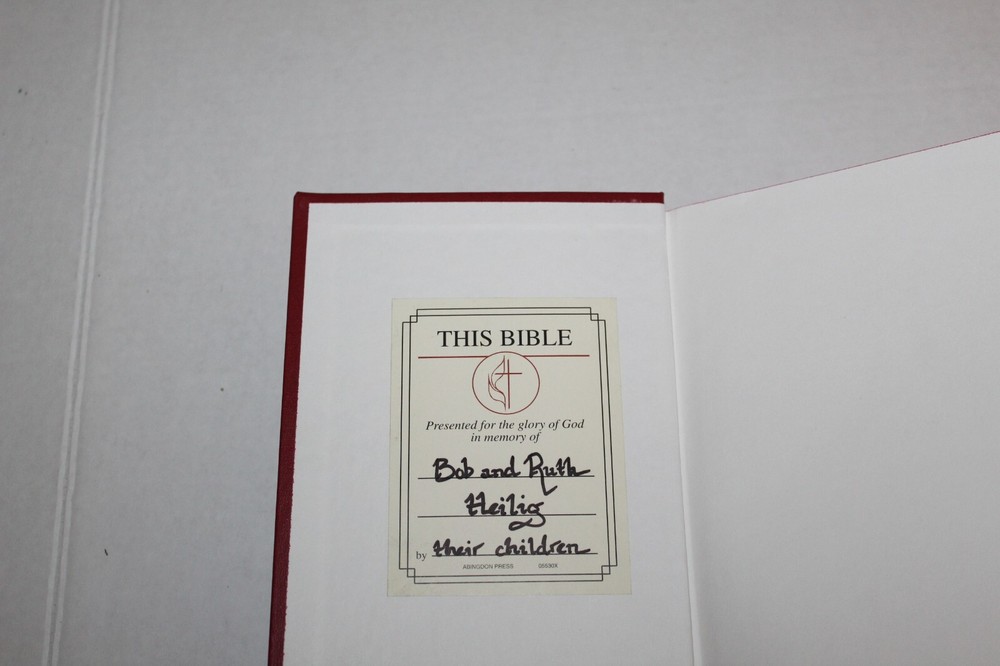 THIS BIBLE
Presented for the glory of God
in memory of
Bob and Ruth
Heilig
by their children
ABINGDON PRESS 05530X